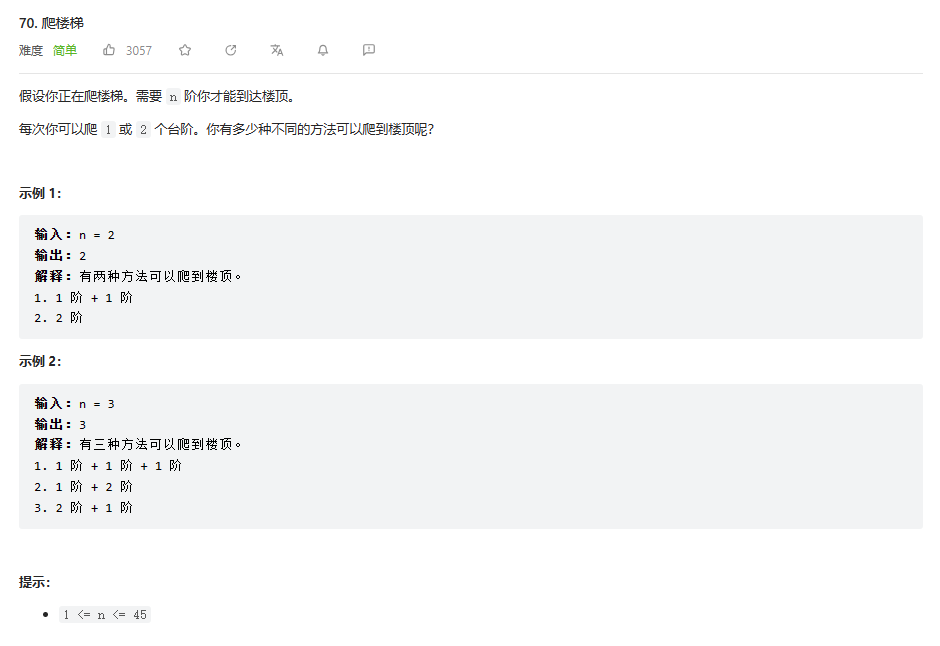 70. 爬楼梯
难度 简单 3057
假设你正在爬楼梯。需要 n 阶你才能到达楼顶。
每次你可以爬 1 或 2 个台阶。你有多少种不同的方法可以爬到楼顶呢？
示例 1：
输入：n = 2
输出：2
解释：有两种方法可以爬到楼顶。
1. 1 阶 + 1 阶
2. 2 阶
示例 2：
输入：n = 3
输出：3
解释：有三种方法可以爬到楼顶。
1. 1 阶 + 1 阶 + 1 阶
2. 1 阶 + 2 阶
3. 2 阶 + 1 阶
提示：
• 1 <= n <= 45